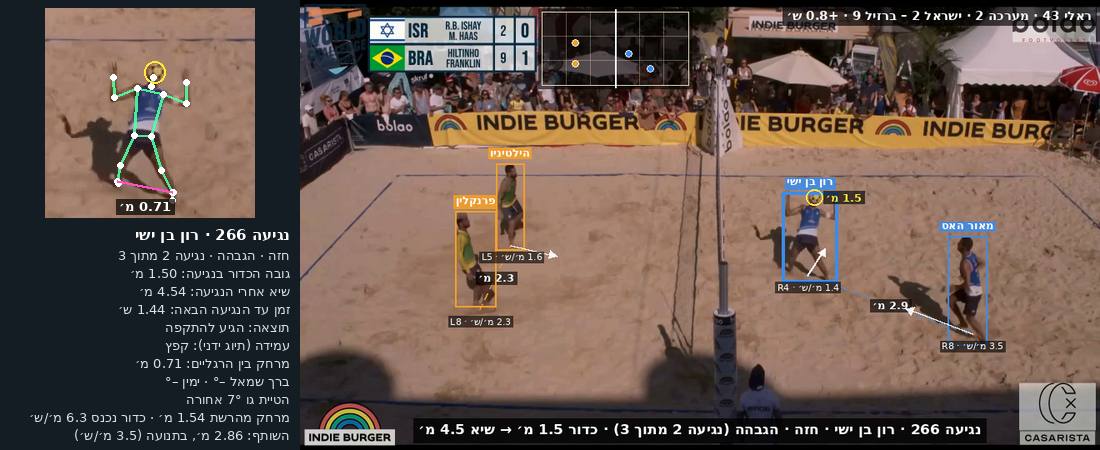 ראלי 43 · מערכה 2 · ישראל 2 – ברזיל 9 · +0.8 ש׳
ISR R.B. ISHAY M. HAAS 2 0
BRA HILTINHO FRANKLIN 9 1
INDIE BURGER
bolao
FOOTVOLLEY
WORLD
CASARISTA
bolao
INDIE BURGER
INDIE BURGER
INDIE BURGER
bolao
הילטיניו
פרנקלין
רון בן ישי
מאור האס
1.5 מ׳
L5 · 1.6 מ׳/ש׳
2.3 מ׳
L8 · 2.3 מ׳/ש׳
R4 · 1.4 מ׳/ש׳
2.9 מ׳
R8 · 3.5 מ׳/ש׳
0.71 מ׳
נגיעה 266 · רון בן ישי
חזה · הגבהה · נגיעה 2 מתוך 3
גובה הכדור בנגיעה: 1.50 מ׳
שיא אחרי הנגיעה: 4.54 מ׳
זמן עד הנגיעה הבאה: 1.44 ש׳
תוצאה: הגיע להתקפה
עמידה (תיוג ידני): קפץ
מרחק בין הרגליים: 0.71 מ׳
ברך שמאל –° · ימין –°
הטיית גו 7° אחורה
מרחק מהרשת 1.54 מ׳ · כדור נכנס 6.3 מ׳/ש׳
השותף: 2.86 מ׳, בתנועה (3.5 מ׳/ש׳)
INDIE BURGER
נגיעה 266 · רון בן ישי · חזה · הגבהה (נגיעה 2 מתוך 3) · כדור 1.5 מ׳ → שיא 4.5 מ׳
CASARISTA